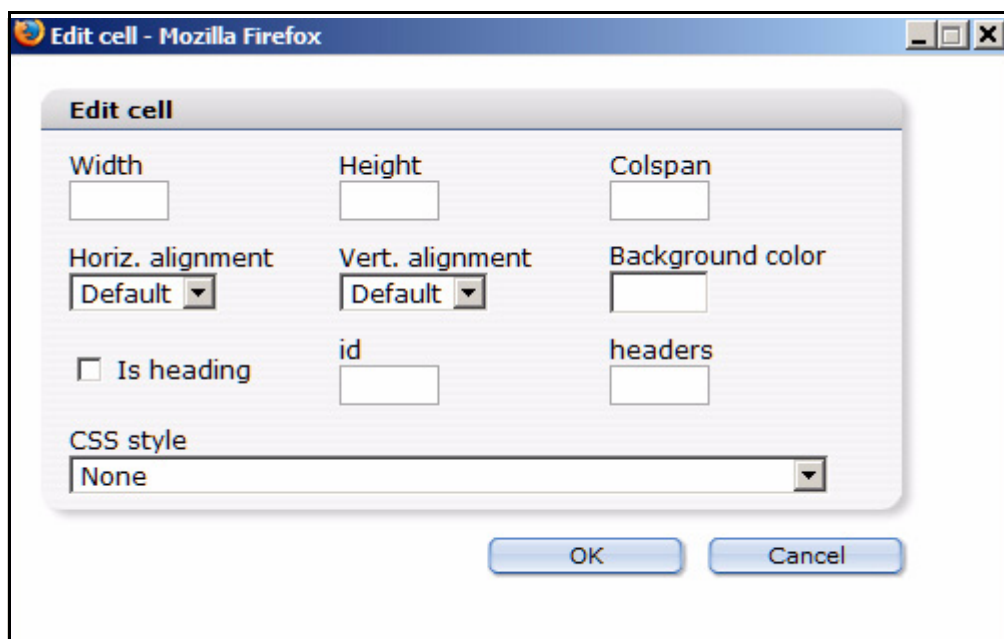 Edit cell - Mozilla Firefox
Edit cell
Width Height Colspan
Horiz. alignment Vert. alignment Background color
Default Default
Is heading id headers
CSS style
None
OK Cancel